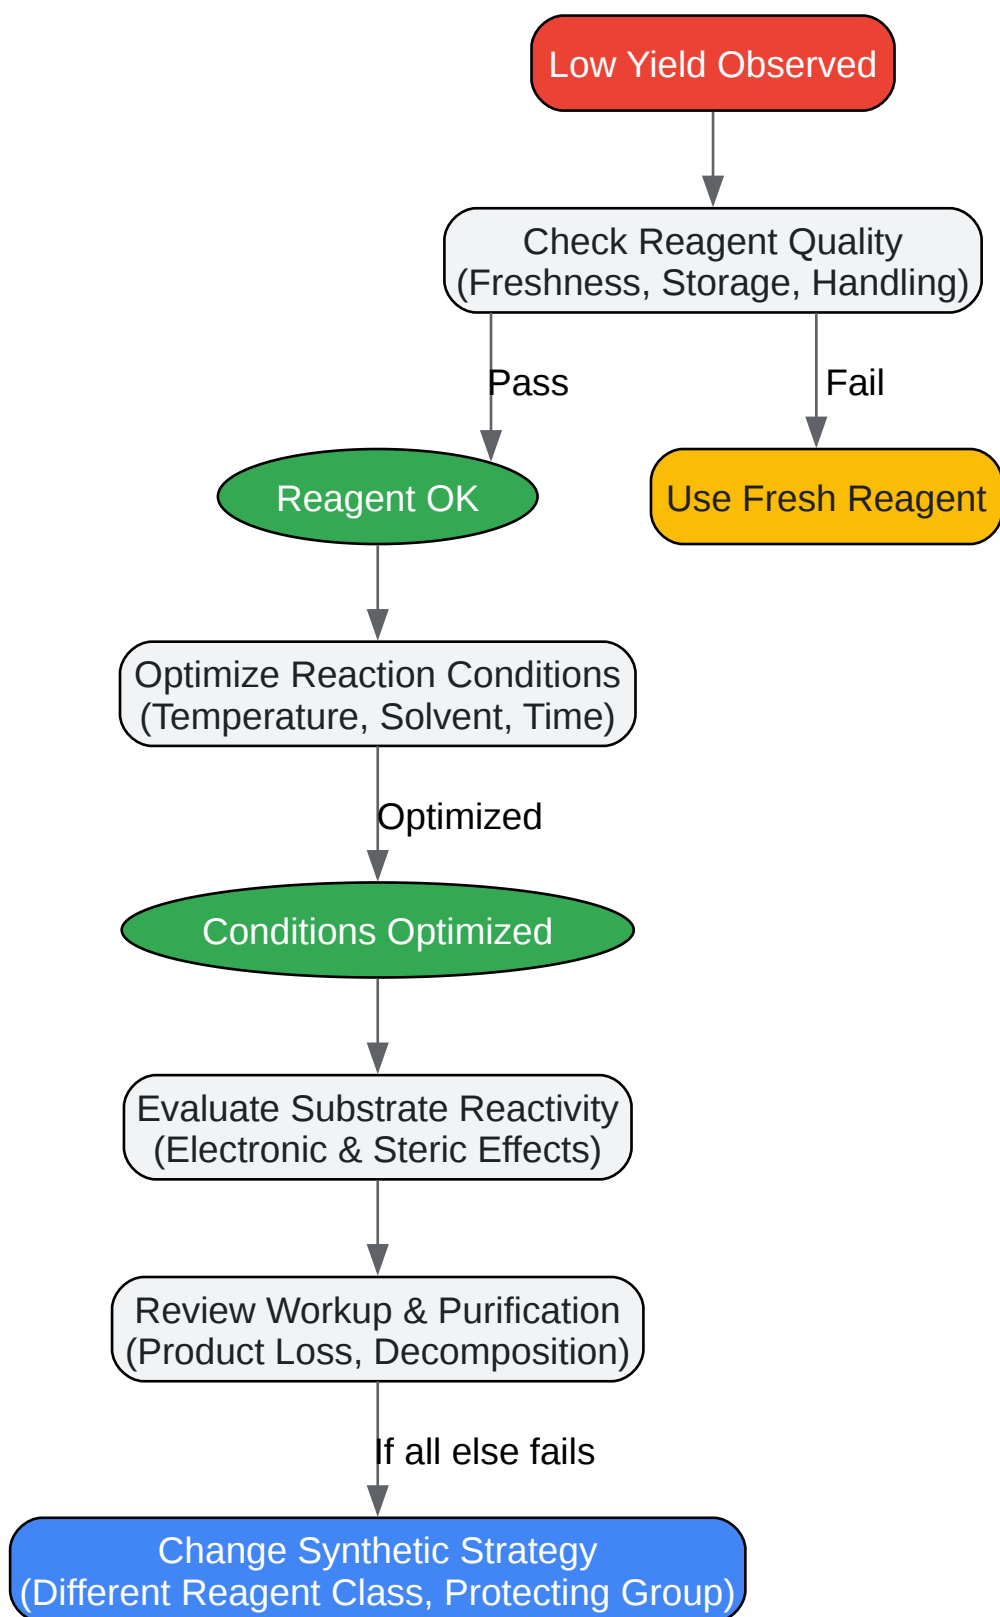 Low Yield Observed
Check Reagent Quality
(Freshness, Storage, Handling)
Pass
Fail
Reagent OK
Use Fresh Reagent
Optimize Reaction Conditions
(Temperature, Solvent, Time)
Optimized
Conditions Optimized
Evaluate Substrate Reactivity
(Electronic & Steric Effects)
Review Workup & Purification
(Product Loss, Decomposition)
If all else fails
Change Synthetic Strategy
(Different Reagent Class, Protecting Group)